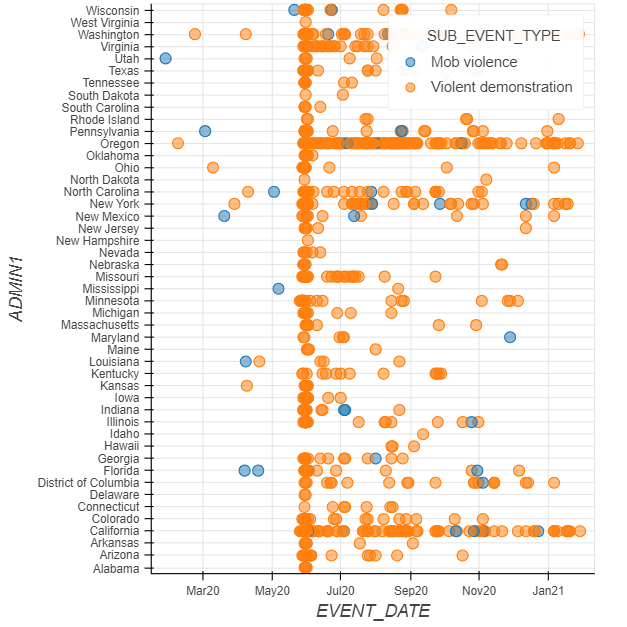 Wisconsin
West Virginia
Washington
Virginia
Utah
Texas
Tennessee
South Dakota
South Carolina
Rhode Island
Pennsylvania
Oregon
Oklahoma
Ohio
North Dakota
North Carolina
New York
New Mexico
New Jersey
New Hampshire
Nevada
Nebraska
Missouri
Mississippi
Minnesota
Michigan
Massachusetts
Maryland
Maine
Louisiana
Kentucky
Kansas
Iowa
Indiana
Illinois
Idaho
Hawaii
Georgia
Florida
District of Columbia
Delaware
Connecticut
Colorado
California
Arkansas
Arizona
Alabama
ADMIN1
SUB_EVENT_TYPE
Mob violence
Violent demonstration
Mar20 May20 Jul20 Sep20 Nov20 Jan21
EVENT_DATE